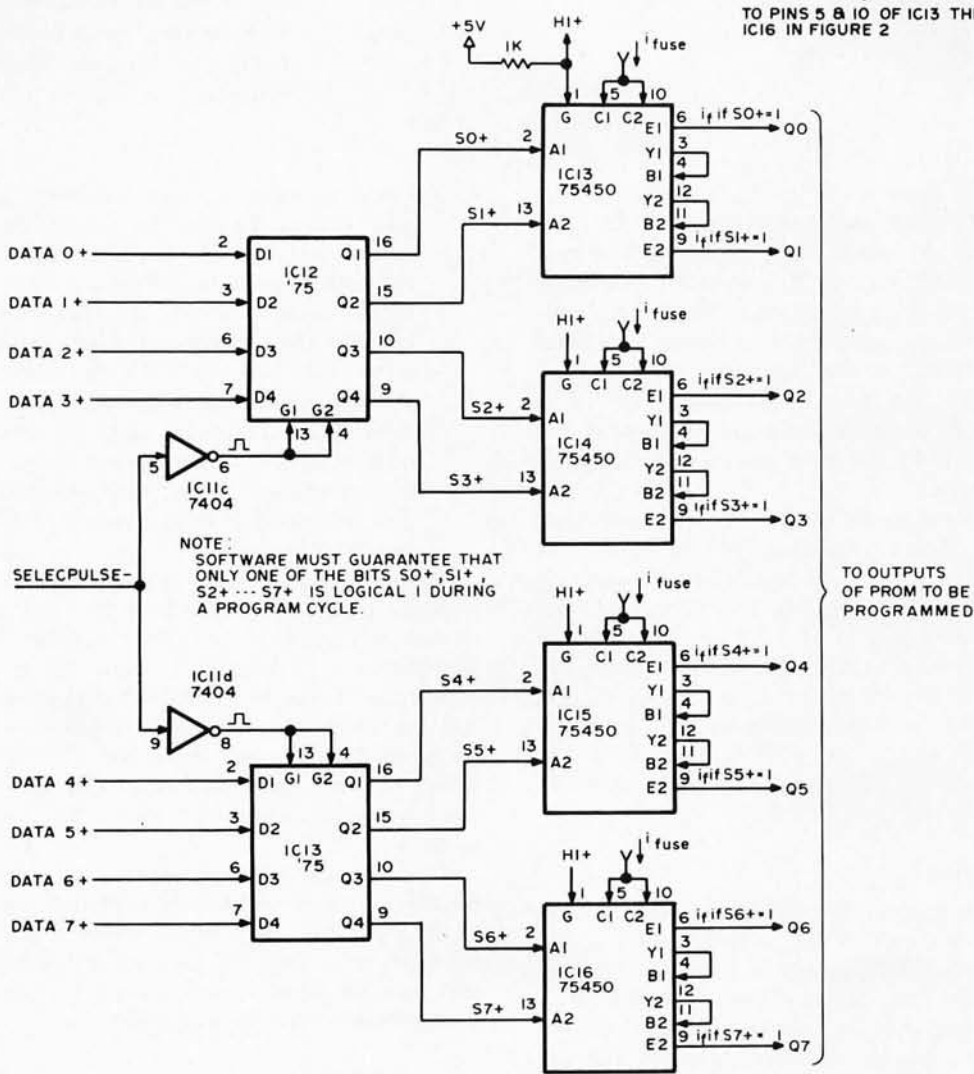 TO PINS 5 & 10 OF IC13
IC16 IN FIGURE 2
+5V
1K
HI+
i fuse
1
5
10
G C1 C2
S0+
2
A1
IC13
75450
E1
6
if if S0+=1
Q0
Y1
3
B1
4
S1+
13
A2
Y2
12
B2
11
E2
9
if if S1+=1
Q1
DATA 0+
2
D1
IC12
'75
Q1
16
DATA 1+
3
D2
Q2
15
DATA 2+
6
D3
Q3
10
DATA 3+
7
D4
Q4
9
G1 G2
13
4
5
6
IC11c
7404
HI+
i fuse
1
5
10
G C1 C2
S2+
2
A1
IC14
75450
E1
6
if if S2+=1
Q2
Y1
3
B1
4
S3+
13
A2
Y2
12
B2
11
E2
9
if if S3+=1
Q3
NOTE:
SOFTWARE MUST GUARANTEE THAT
ONLY ONE OF THE BITS S0+,S1+,
S2+ ··· S7+ IS LOGICAL 1 DURING
A PROGRAM CYCLE.
SELECPULSE-
TO OUTPUTS
OF PROM TO BE
PROGRAMMED
IC11d
7404
9
8
HI+
i fuse
1
5
10
G C1 C2
S4+
2
A1
IC15
75450
E1
6
if if S4+=1
Q4
Y1
3
B1
4
S5+
13
A2
Y2
12
B2
11
E2
9
if if S5+=1
Q5
13
4
G1 G2
DATA 4+
2
D1
IC13
'75
Q1
16
DATA 5+
3
D2
Q2
15
DATA 6+
6
D3
Q3
10
DATA 7+
7
D4
Q4
9
HI+
i fuse
1
5
10
G C1 C2
S6+
2
A1
IC16
75450
E1
6
if if S6+=1
Q6
Y1
3
B1
4
S7+
13
A2
Y2
12
B2
11
E2
9
if if S7+= 1
Q7